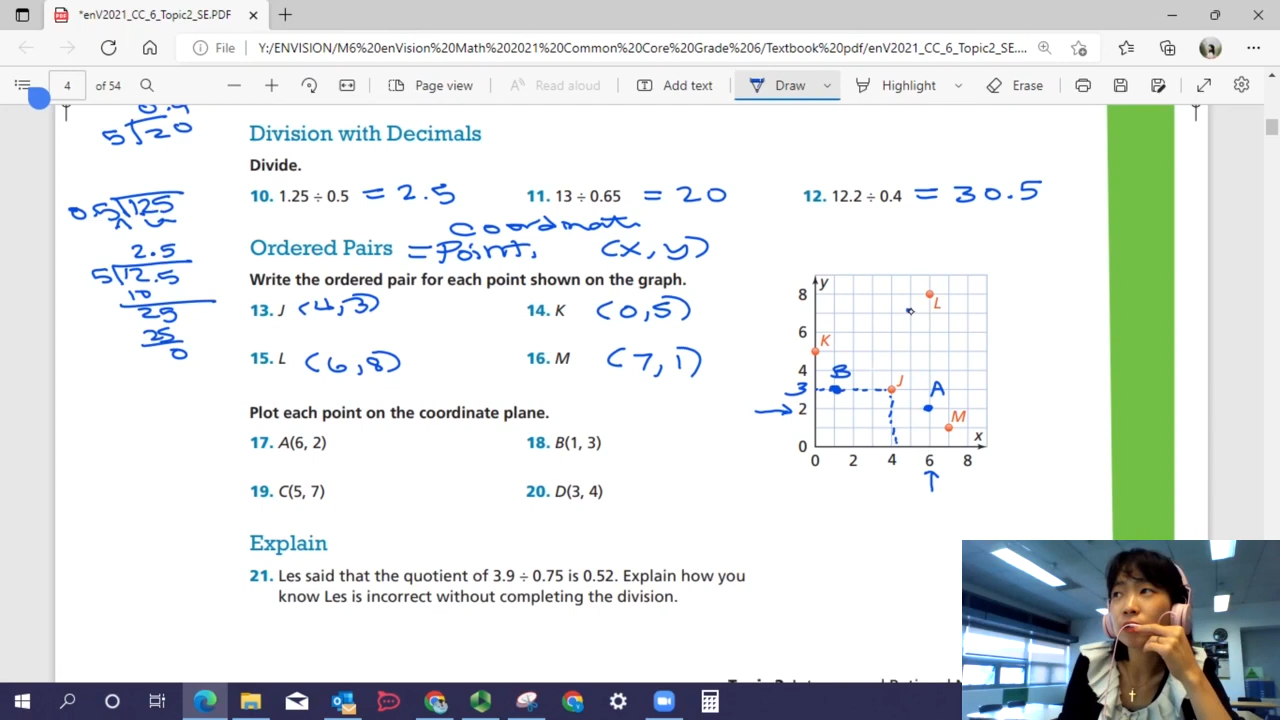 *enV2021_CC_6_Topic2_SE.PDF
File Y:/ENVISION/M6%20enVision%20Math%202021%20Common%20Core%20Grade%206/Textbook%20pdf/enV2021_CC_6_Topic2_SE....
4 of 54 Page view Read aloud Add text Draw Highlight Erase
5 20
Division with Decimals
Divide.
10. 1.25 ÷ 0.5 = 2.5 11. 13 ÷ 0.65 = 20 12. 12.2 ÷ 0.4 = 30.5
0.5 1.25
2.5
5 12.5
10
25
25
0
Coordinate
Ordered Pairs = Point, (x, y)
Write the ordered pair for each point shown on the graph.
13. J (4, 3) 14. K (0, 5)
15. L (6, 8) 16. M (7, 1)
y
8 L
6
K
4 B
3 J A
2 M
0 x
0 2 4 6 8
Plot each point on the coordinate plane.
17. A(6, 2) 18. B(1, 3)
19. C(5, 7) 20. D(3, 4)
Explain
21. Les said that the quotient of 3.9 ÷ 0.75 is 0.52. Explain how you
know Les is incorrect without completing the division.